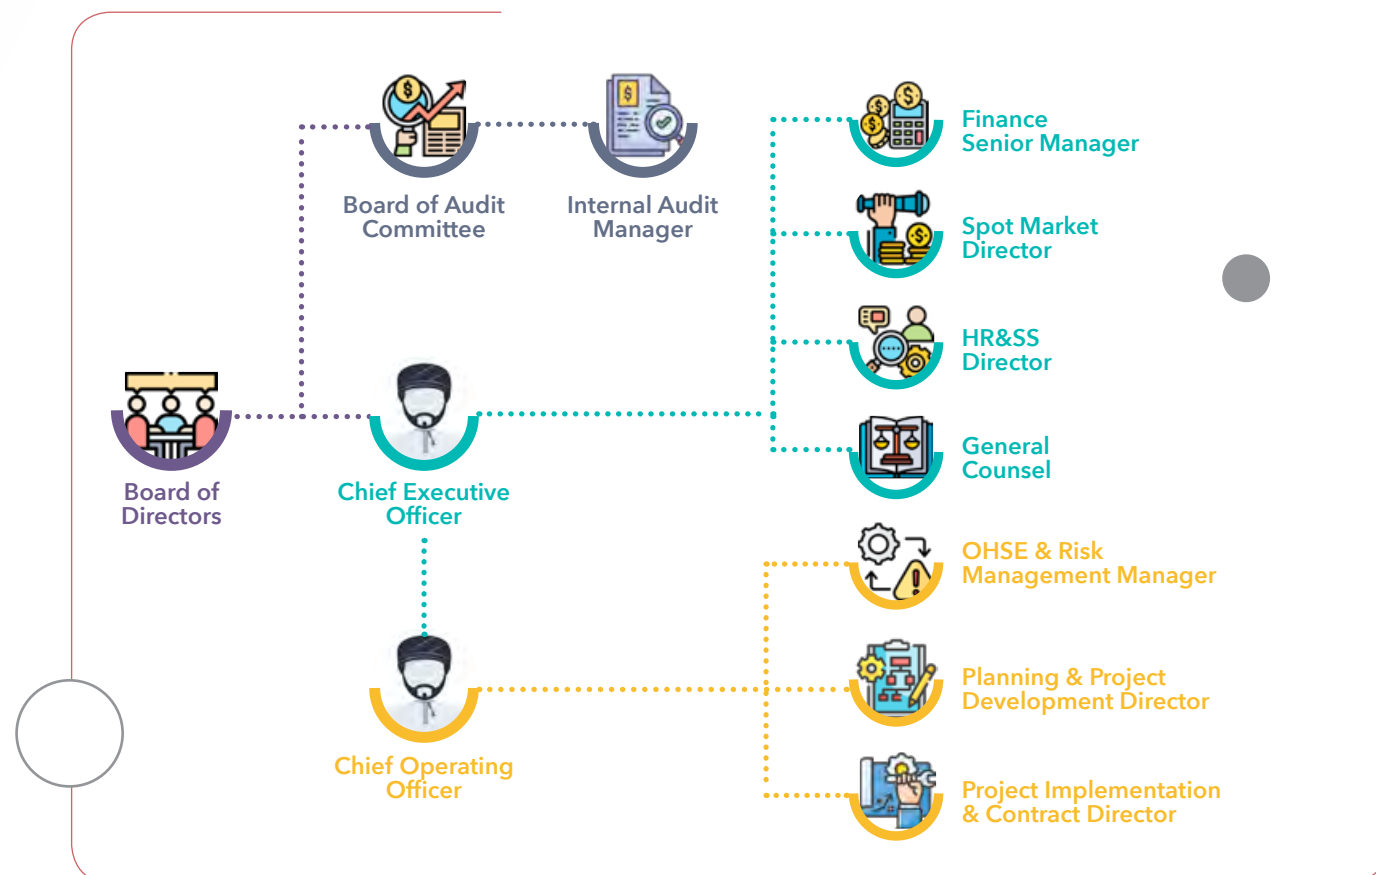 Board of Audit
Committee
Internal Audit
Manager
Finance
Senior Manager
Spot Market
Director
HR&SS
Director
General
Counsel
Board of
Directors
Chief Executive
Officer
OHSE & Risk
Management Manager
Planning & Project
Development Director
Chief Operating
Officer
Project Implementation
& Contract Director